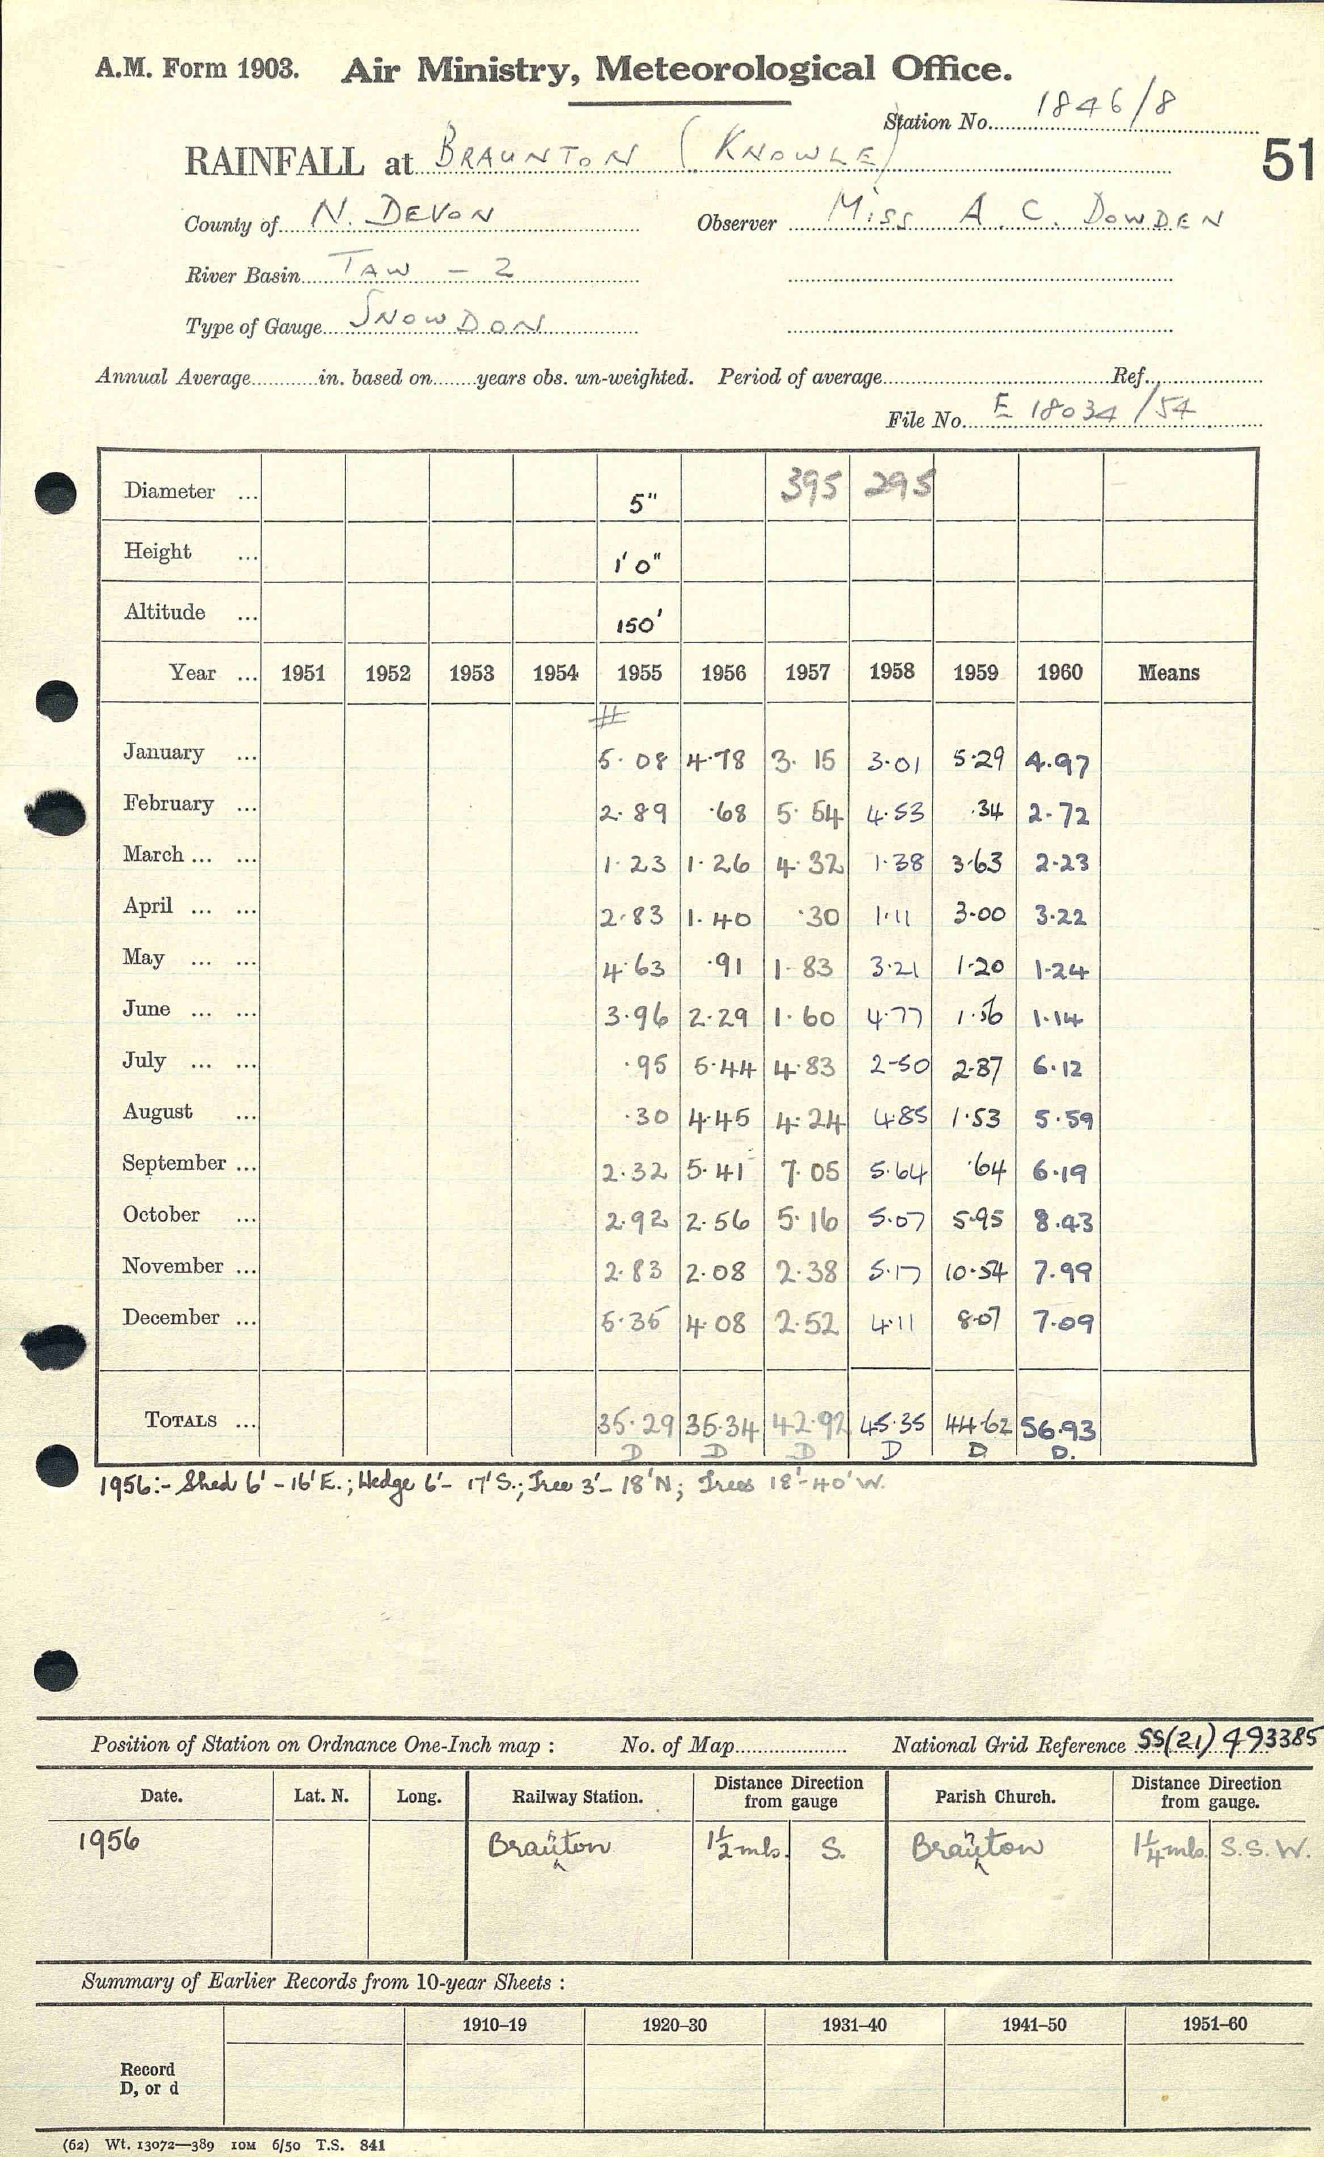 A.M. Form 1903. Air Ministry, Meteorological Office.
Station No. 1846/8
RAINFALL at BRAUNTON (KNOWLE) 51
County of N. DEVON Observer MISS A. C. DOWDEN
River Basin TAW - 2
Type of Gauge SNOWDON
Annual Average............in. based on........years obs. un-weighted. Period of average..............Ref..............
File No. E 18034/54
Diameter ... 5" 395 295
Height ... 1' 0"
Altitude ... 150'
Year ... 1951 1952 1953 1954 1955 1956 1957 1958 1959 1960 Means
#
January ... 5.08 4.78 3.15 3.01 5.29 4.97
February ... 2.89 .68 5.54 4.53 .34 2.72
March ... ... 1.23 1.26 4.32 1.38 3.63 2.23
April ... ... 2.83 1.40 .30 1.11 3.00 3.22
May ... ... 4.63 .91 1.83 3.21 1.20 1.24
June ... ... 3.96 2.29 1.60 4.77 1.56 1.14
July ... ... .95 5.44 4.83 2.50 2.87 6.12
August ... .30 4.45 4.24 4.85 1.53 5.59
September ... 2.32 5.41 7.05 5.64 .64 6.19
October ... 2.92 2.56 5.16 5.07 5.95 8.43
November ... 2.83 2.08 2.38 5.17 10.54 7.99
December ... 5.35 4.08 2.52 4.11 8.07 7.09
TOTALS ... 35.29 35.34 42.92 45.35 44.62 56.93
D D D D D D.
1956:- Shed 6' - 16' E.; Hedge 6' - 17' S.; Tree 3' - 18' N; Trees 18' - 40' W.
Position of Station on Ordnance One-Inch map : No. of Map.................... National Grid Reference SS(21) 493385
Date. Lat. N. Long. Railway Station. Distance Direction from gauge Parish Church. Distance Direction from gauge.
1956 Braunton 1½ mls. S. Braunton 1¼ mls. S.S.W.
Summary of Earlier Records from 10-year Sheets :
1910–19 1920–30 1931–40 1941–50 1951–60
Record
D, or d
(62) Wt. 13072—389 10M 6/50 T.S. 841